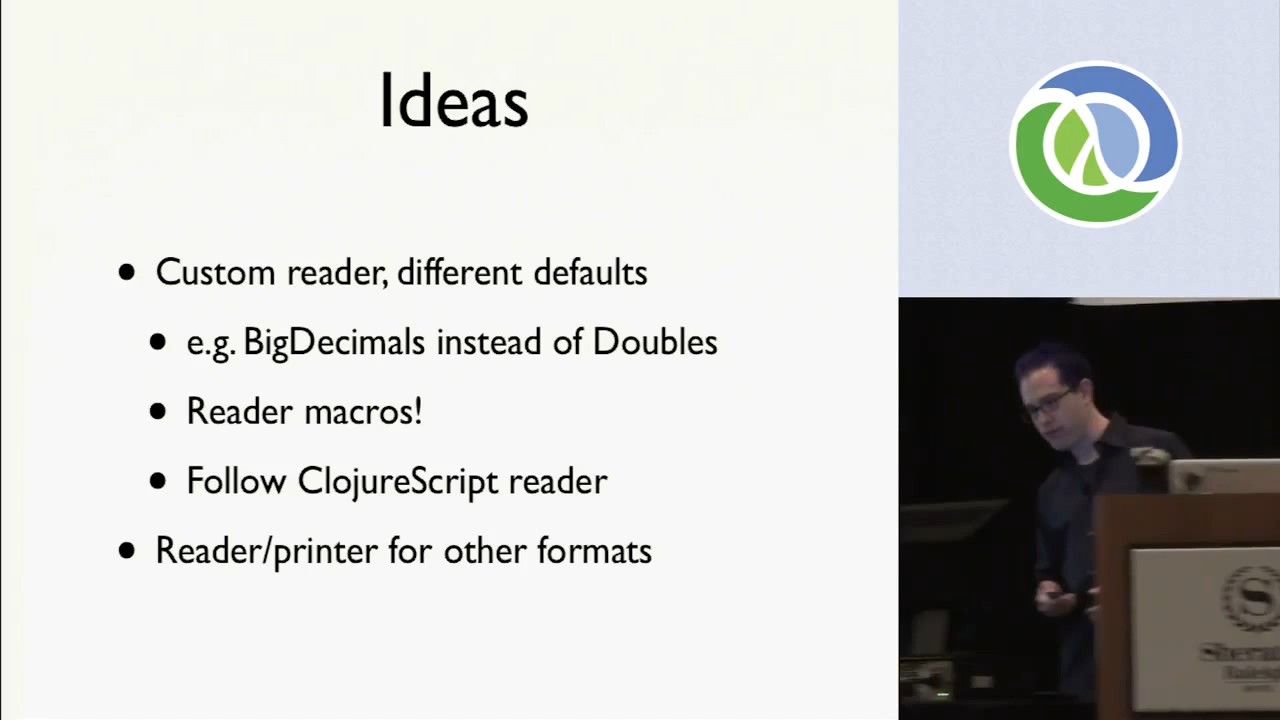 Ideas
• Custom reader, different defaults
• e.g. BigDecimals instead of Doubles
• Reader macros!
• Follow ClojureScript reader
• Reader/printer for other formats
S